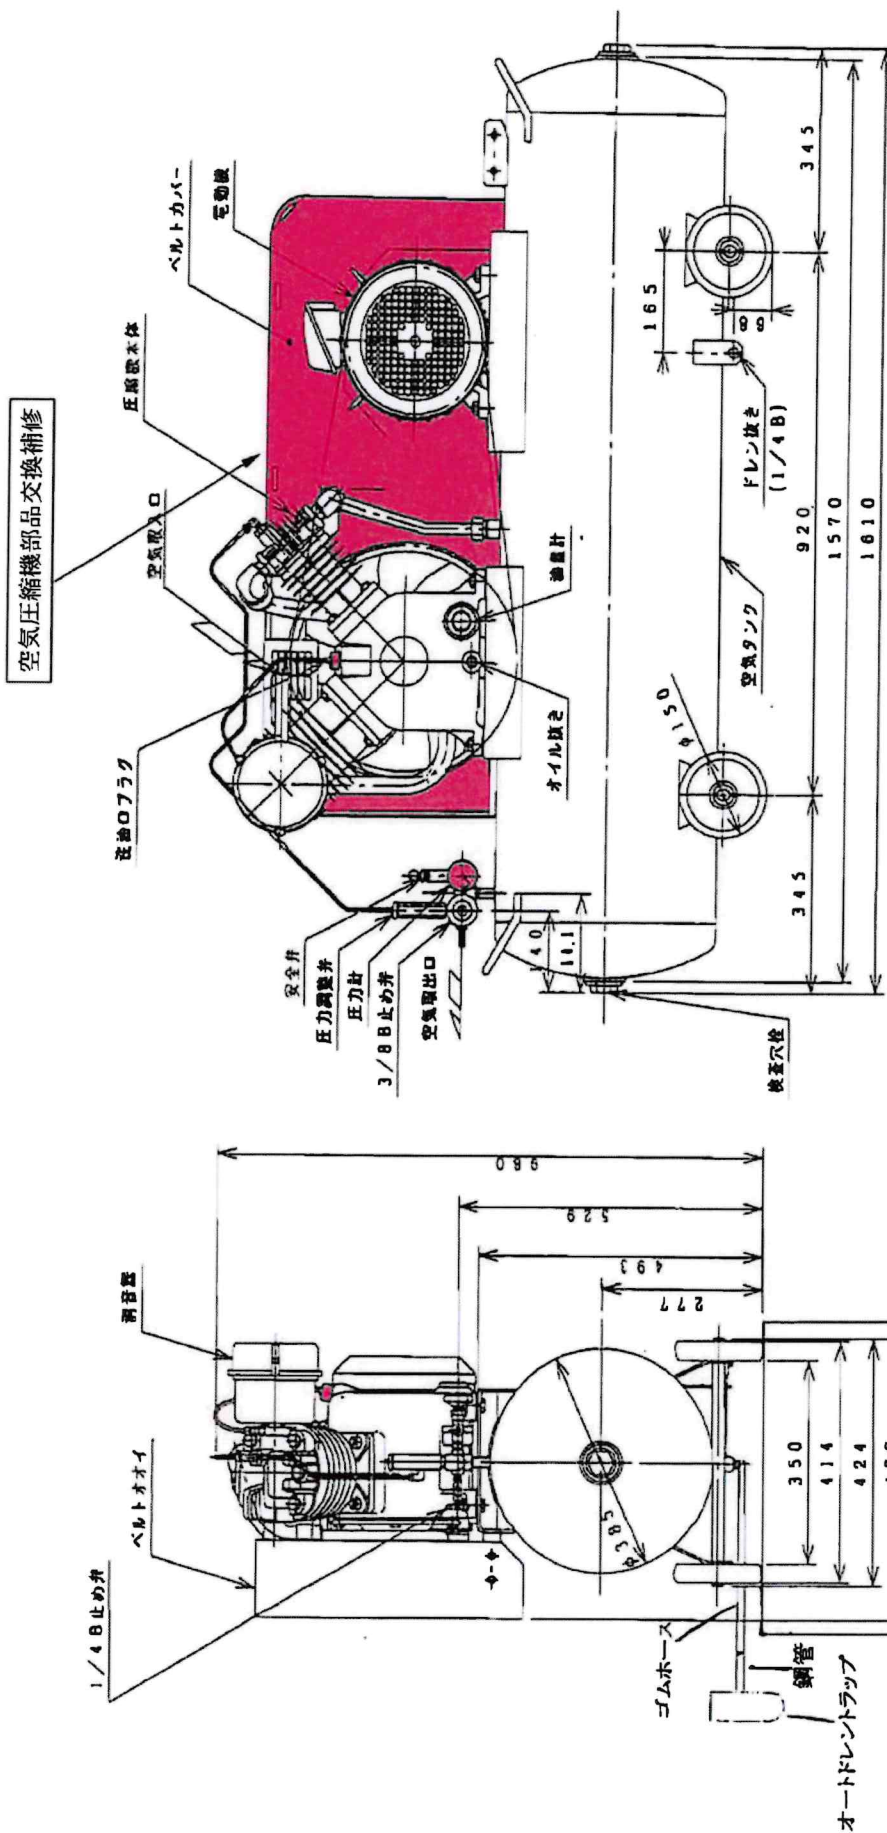 空気圧縮機部品交換補修
ベルトカバー
電動機
圧縮機本体
空気取入口
注油口プラグ
安全弁
圧力調整弁
圧力計
3/8B止め弁
空気取出口
油量計
オイル抜き
ドレン抜き
(1/4B)
空気タンク
検査穴栓
φ150
165
68
345
920
345
1570
1610
140
消音器
ベルトオオイ
1/4B止め弁
529
493
277
φ385
350
414
424
ゴムホース
鋼管
オートドレントラップ